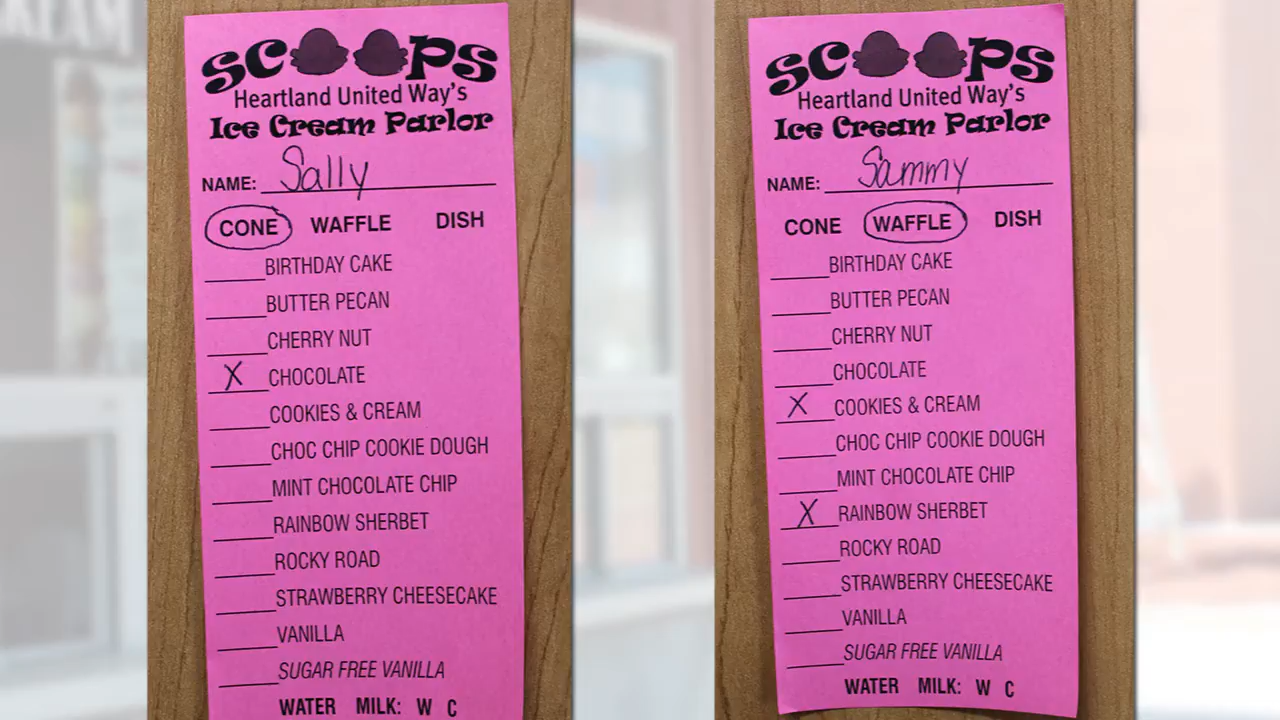 REAM
SCOOPS
Heartland United Way's
Ice Cream Parlor
NAME: Sally
CONE WAFFLE DISH
BIRTHDAY CAKE
BUTTER PECAN
CHERRY NUT
X CHOCOLATE
COOKIES & CREAM
CHOC CHIP COOKIE DOUGH
MINT CHOCOLATE CHIP
RAINBOW SHERBET
ROCKY ROAD
STRAWBERRY CHEESECAKE
VANILLA
SUGAR FREE VANILLA
WATER MILK: W C
SCOOPS
Heartland United Way's
Ice Cream Parlor
NAME: Sammy
CONE WAFFLE DISH
BIRTHDAY CAKE
BUTTER PECAN
CHERRY NUT
CHOCOLATE
X COOKIES & CREAM
CHOC CHIP COOKIE DOUGH
MINT CHOCOLATE CHIP
X RAINBOW SHERBET
ROCKY ROAD
STRAWBERRY CHEESECAKE
VANILLA
SUGAR FREE VANILLA
WATER MILK: W C